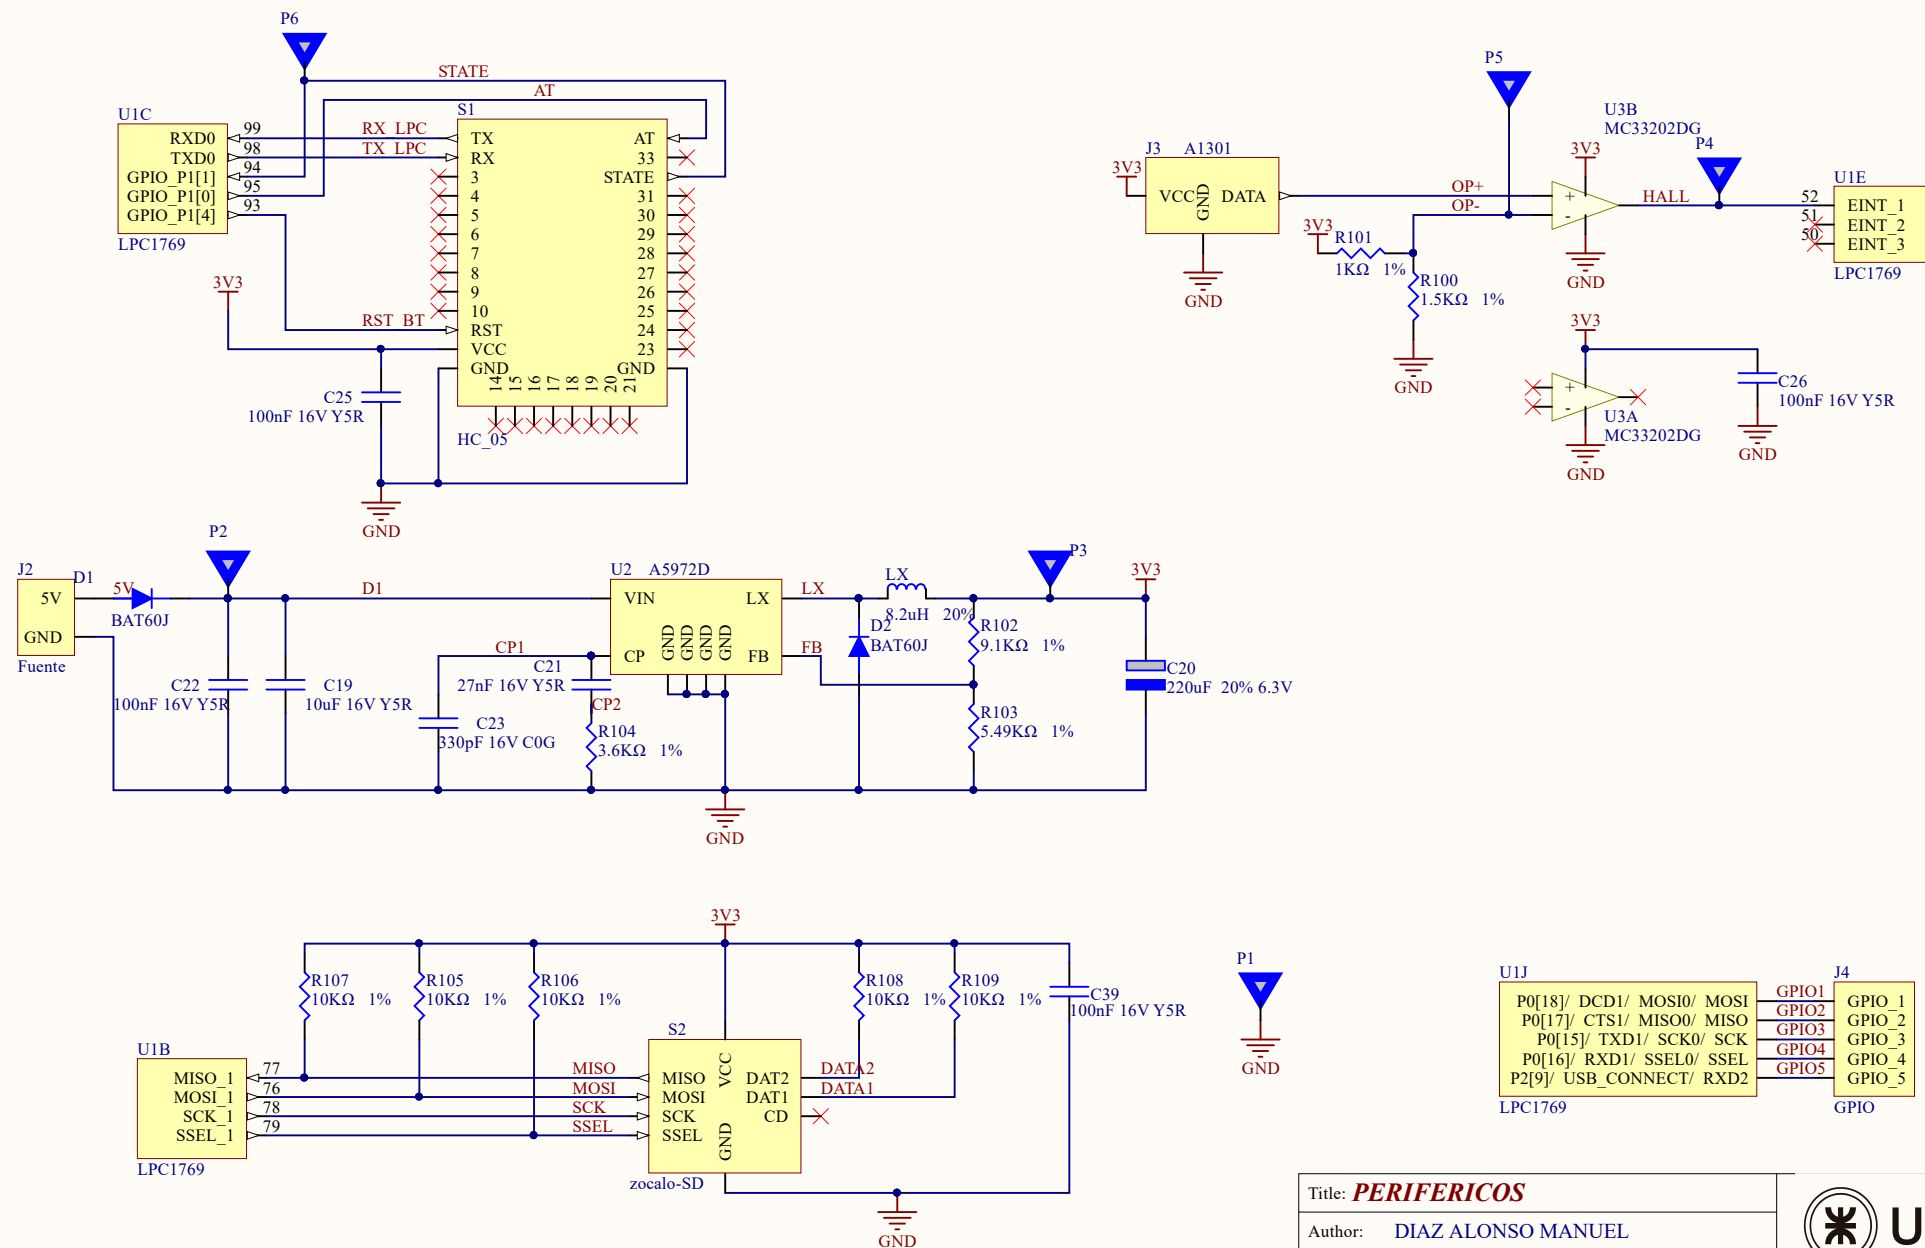 P6
STATE
AT
U1C
RXD0
TXD0
GPIO_P1[1]
GPIO_P1[0]
GPIO_P1[4]
LPC1769
99
98
94
95
93
RX_LPC
TX_LPC
RST_BT
3V3
C25
100nF 16V Y5R
GND
S1
TX
RX
3
4
5
6
7
8
9
10
RST
VCC
GND
14
15
16
17
18
19
20
21
AT
33
STATE
31
30
29
28
27
26
25
24
23
GND
HC_05
J3 A1301
3V3
VCC
GND
DATA
GND
P5
OP+
OP-
3V3
R101
1KΩ 1%
R100
1.5KΩ 1%
GND
U3B
MC33202DG
3V3
+
-
GND
P4
HALL
52
51
50
U1E
EINT_1
EINT_2
EINT_3
LPC1769
3V3
+
-
U3A
MC33202DG
GND
C26
100nF 16V Y5R
GND
J2
5V
GND
Fuente
D1
5V
BAT60J
P2
D1
C22
100nF 16V Y5R
C19
10uF 16V Y5R
CP1
C21
27nF 16V Y5R
CP2
C23
330pF 16V C0G
R104
3.6KΩ 1%
U2 A5972D
VIN
LX
CP
GND
GND
GND
GND
FB
GND
LX
FB
LX
8.2uH 20%
D2
BAT60J
R102
9.1KΩ 1%
R103
5.49KΩ 1%
P3
3V3
C20
220uF 20% 6.3V
3V3
R107
10KΩ 1%
R105
10KΩ 1%
R106
10KΩ 1%
R108
10KΩ 1%
R109
10KΩ 1%
C39
100nF 16V Y5R
U1B
MISO_1
MOSI_1
SCK_1
SSEL_1
LPC1769
77
76
78
79
MISO
MOSI
SCK
SSEL
S2
MISO
MOSI
SCK
SSEL
VCC
GND
DAT2
DAT1
CD
zocalo-SD
DATA2
DATA1
GND
P1
GND
U1J
P0[18]/ DCD1/ MOSI0/ MOSI
P0[17]/ CTS1/ MISO0/ MISO
P0[15]/ TXD1/ SCK0/ SCK
P0[16]/ RXD1/ SSEL0/ SSEL
P2[9]/ USB_CONNECT/ RXD2
LPC1769
GPIO1
GPIO2
GPIO3
GPIO4
GPIO5
J4
GPIO_1
GPIO_2
GPIO_3
GPIO_4
GPIO_5
GPIO
Title: PERIFERICOS
Author: DIAZ ALONSO MANUEL
U